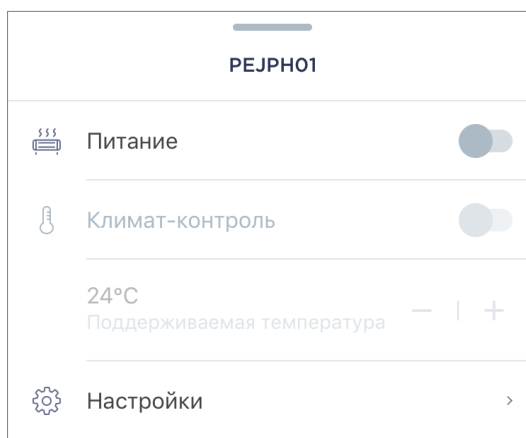 PEJPH01
Питание
Климат-контроль
24°C
Поддерживаемая температура
Настройки